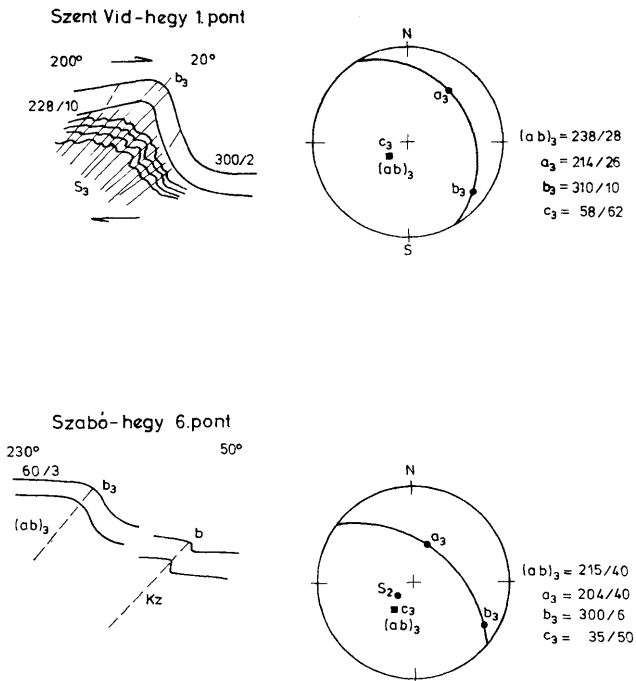 Szent Vid-hegy 1. pont
200° 20°
b₃
228/10
300/2
S₃
N
a₃
c₃
(ab)₃
b₃
S
(ab)₃ = 238/28
a₃ = 214/26
b₃ = 310/10
c₃ = 58/62
Szabó-hegy 6. pont
230° 50°
60/3
b₃
(ab)₃
b
Kz
N
a₃
S₂
c₃
(ab)₃
b₃
(ab)₃ = 215/40
a₃ = 204/40
b₃ = 300/6
c₃ = 35/50